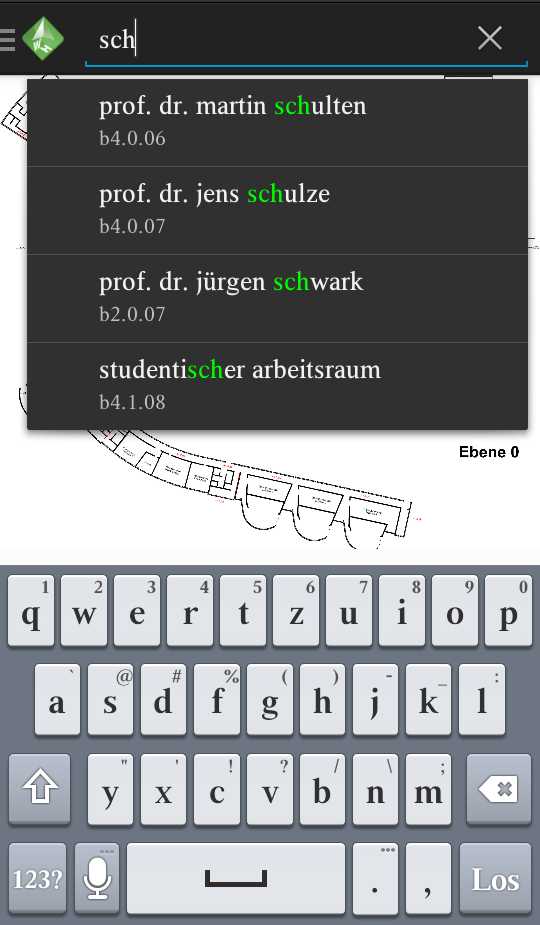 sch
prof. dr. martin schulten
b4.0.06
prof. dr. jens schulze
b4.0.07
prof. dr. jürgen schwark
b2.0.07
studentischer arbeitsraum
b4.1.08
Ebene 0
1 2 3 4 5 6 7 8 9 0
q w e r t z u i o p
` @ # % ( ) - _ :
a s d f g h j k l
" ' ! ? / \ ;
y x c v b n m
123? . , Los